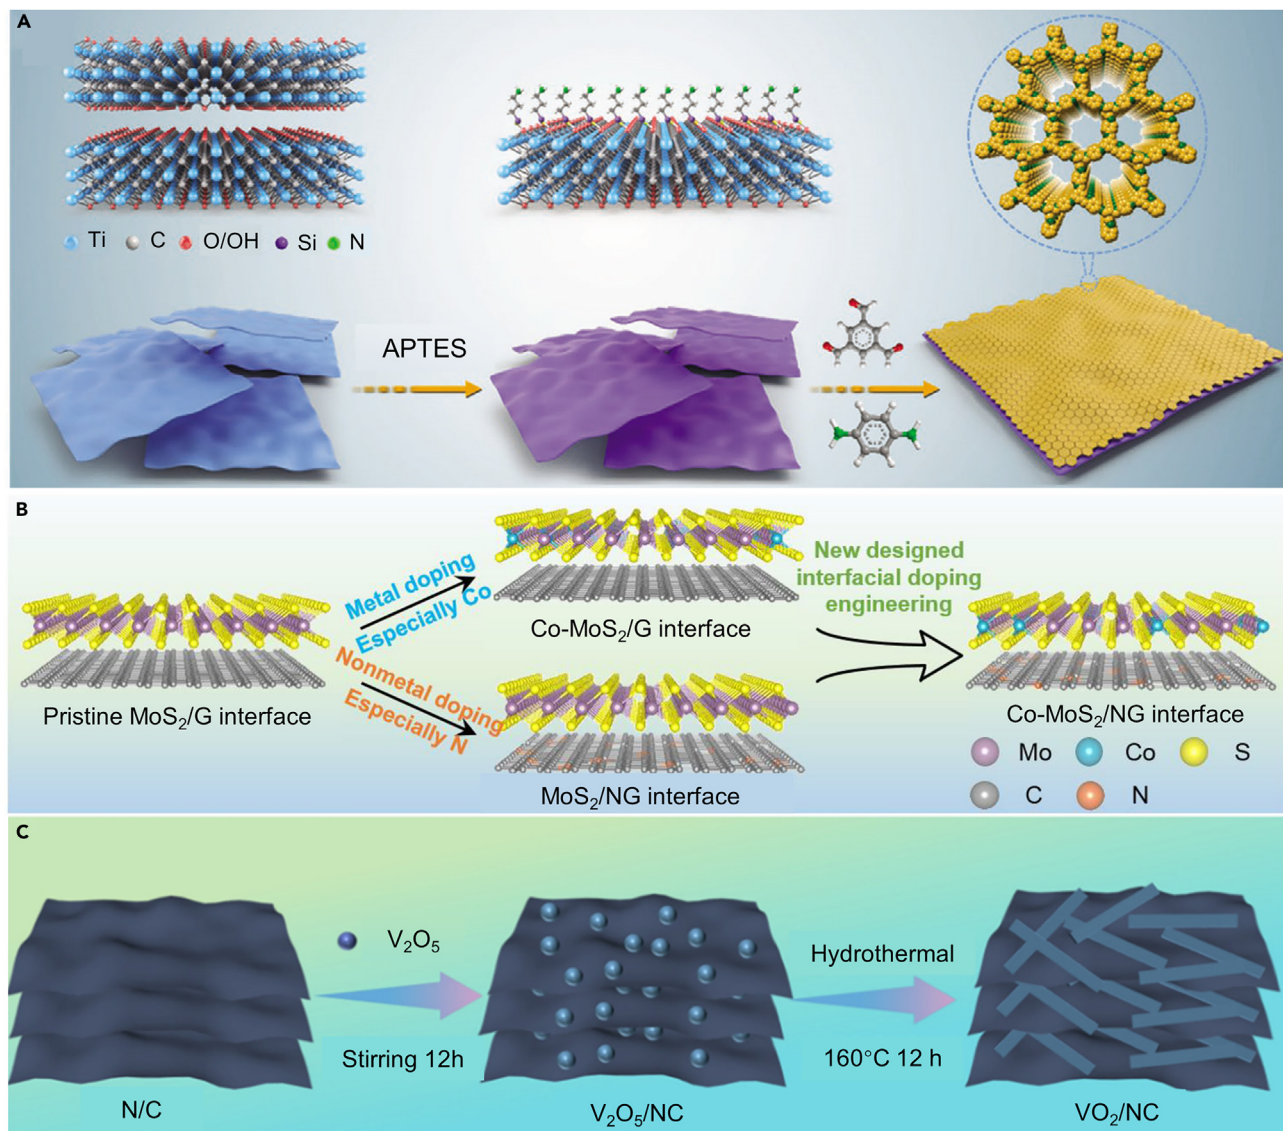 A
Ti C O/OH Si N
APTES
B
Metal doping
Especially Co
Nonmetal doping
Especially N
Pristine MoS₂/G interface
Co-MoS₂/G interface
MoS₂/NG interface
New designed
interfacial doping
engineering
Co-MoS₂/NG interface
Mo Co S
C N
C
V₂O₅
Stirring 12h
Hydrothermal
160°C 12 h
N/C
V₂O₅/NC
VO₂/NC